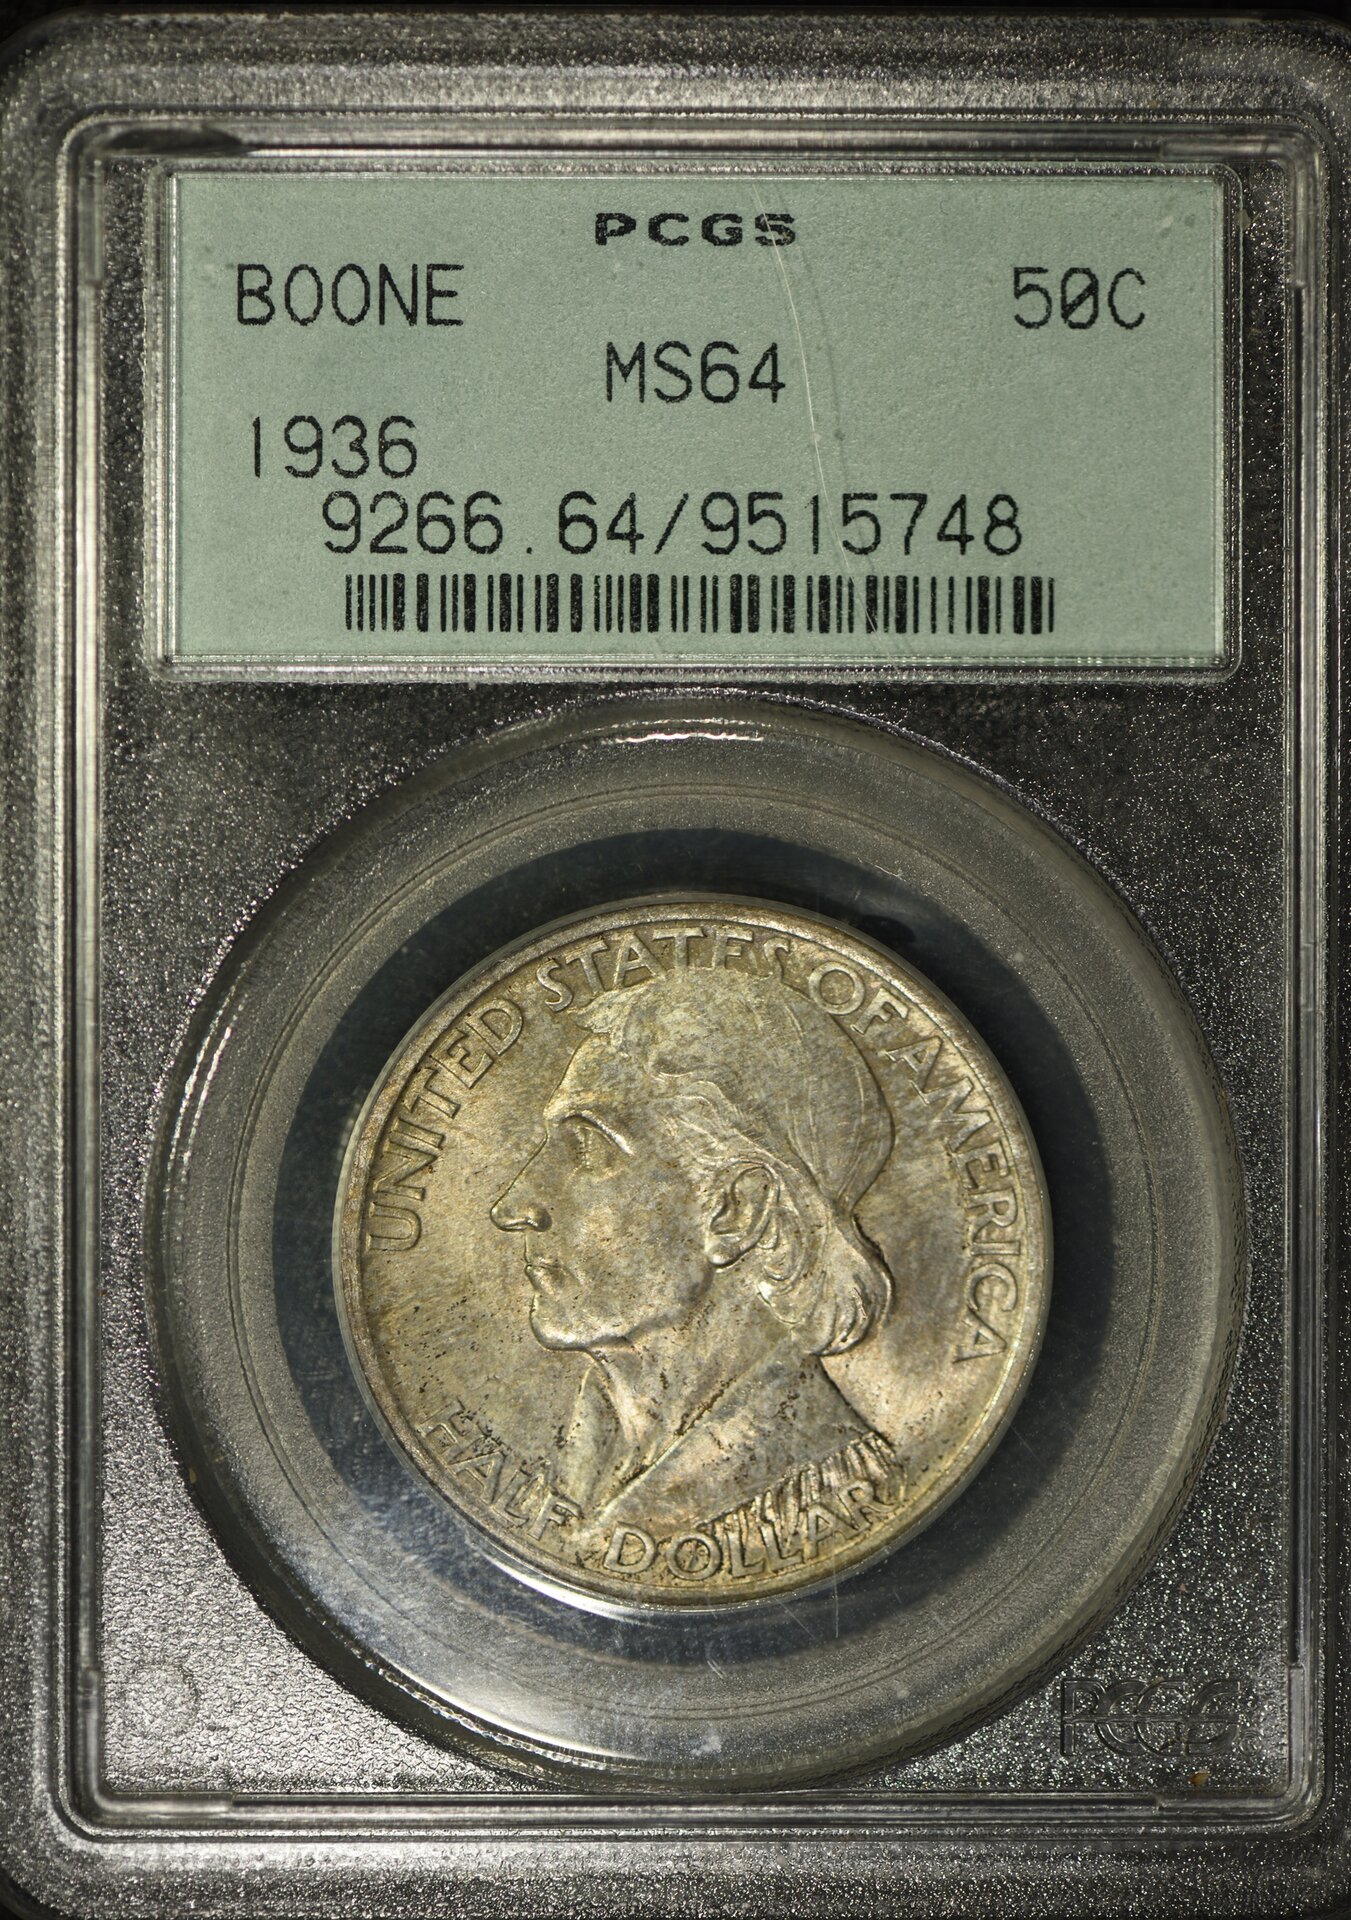 PCGS
BOONE 50C
MS64
1936
9266.64/9515748
UNITED STATES OF AMERICA
HALF DOLLAR
PCGS